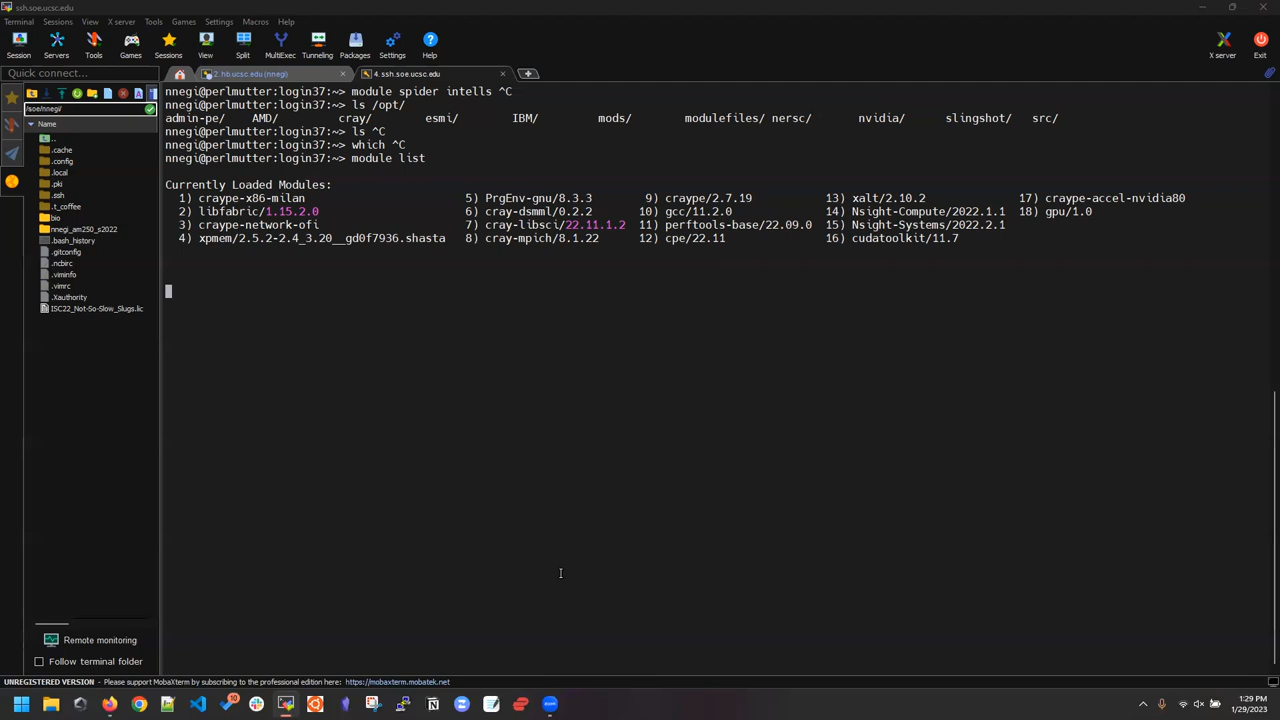 ssh.soe.ucsc.edu
Terminal Sessions View X server Tools Games Settings Macros Help
Session Servers Tools Games Sessions View Split MultiExec Tunneling Packages Settings Help X server Exit
Quick connect...
2. hb.ucsc.edu (nnegi)
4. ssh.soe.ucsc.edu
/soe/nnegi/
Name
..
.cache
.config
.local
.pki
.ssh
.t_coffee
bio
nnegi_am250_s2022
.bash_history
.gitconfig
.ncbirc
.viminfo
.vimrc
.Xauthority
ISC22_Not-So-Slow_Slugs.lic
Remote monitoring
Follow terminal folder
nnegi@perlmutter:login37:~> module spider intells ^C
nnegi@perlmutter:login37:~> ls /opt/
admin-pe/ AMD/ cray/ esmi/ IBM/ mods/ modulefiles/ nersc/ nvidia/ slingshot/ src/
nnegi@perlmutter:login37:~> ls ^C
nnegi@perlmutter:login37:~> which ^C
nnegi@perlmutter:login37:~> module list
Currently Loaded Modules:
1) craype-x86-milan 5) PrgEnv-gnu/8.3.3 9) craype/2.7.19 13) xalt/2.10.2 17) craype-accel-nvidia80
2) libfabric/1.15.2.0 6) cray-dsmml/0.2.2 10) gcc/11.2.0 14) Nsight-Compute/2022.1.1 18) gpu/1.0
3) craype-network-ofi 7) cray-libsci/22.11.1.2 11) perftools-base/22.09.0 15) Nsight-Systems/2022.2.1
4) xpmem/2.5.2-2.4_3.20__gd0f7936.shasta 8) cray-mpich/8.1.22 12) cpe/22.11 16) cudatoolkit/11.7
UNREGISTERED VERSION - Please support MobaXterm by subscribing to the professional edition here: https://mobaxterm.mobatek.net
10
zoom
1:29 PM
1/29/2023